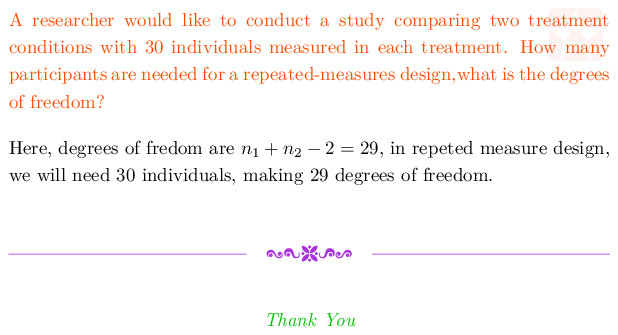 A researcher would like to conduct a study comparing two treatment
conditions with 30 individuals measured in each treatment. How many
participants are needed for a repeated-measures design,what is the degrees
of freedom?
Here, degrees of fredom are n₁ + n₂ − 2 = 29, in repeted measure design,
we will need 30 individuals, making 29 degrees of freedom.
Thank You